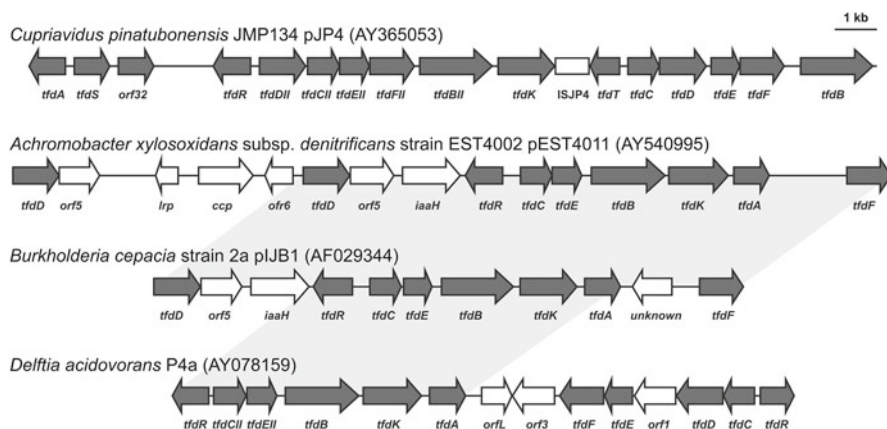 1 kb
Cupriavidus pinatubonensis JMP134 pJP4 (AY365053)
tfdA tfdS orf32 tfdR tfdDII tfdCII tfdEII tfdFII tfdBII tfdK ISJP4 tfdT tfdC tfdD tfdE tfdF tfdB
Achromobacter xylosoxidans subsp. denitrificans strain EST4002 pEST4011 (AY540995)
tfdD orf5 lrp ccp ofr6 tfdD orf5 iaaH tfdR tfdC tfdE tfdB tfdK tfdA tfdF
Burkholderia cepacia strain 2a pIJB1 (AF029344)
tfdD orf5 iaaH tfdR tfdC tfdE tfdB tfdK tfdA unknown tfdF
Delftia acidovorans P4a (AY078159)
tfdR tfdCII tfdEII tfdB tfdK tfdA orfL orf3 tfdF tfdE orf1 tfdD tfdC tfdR